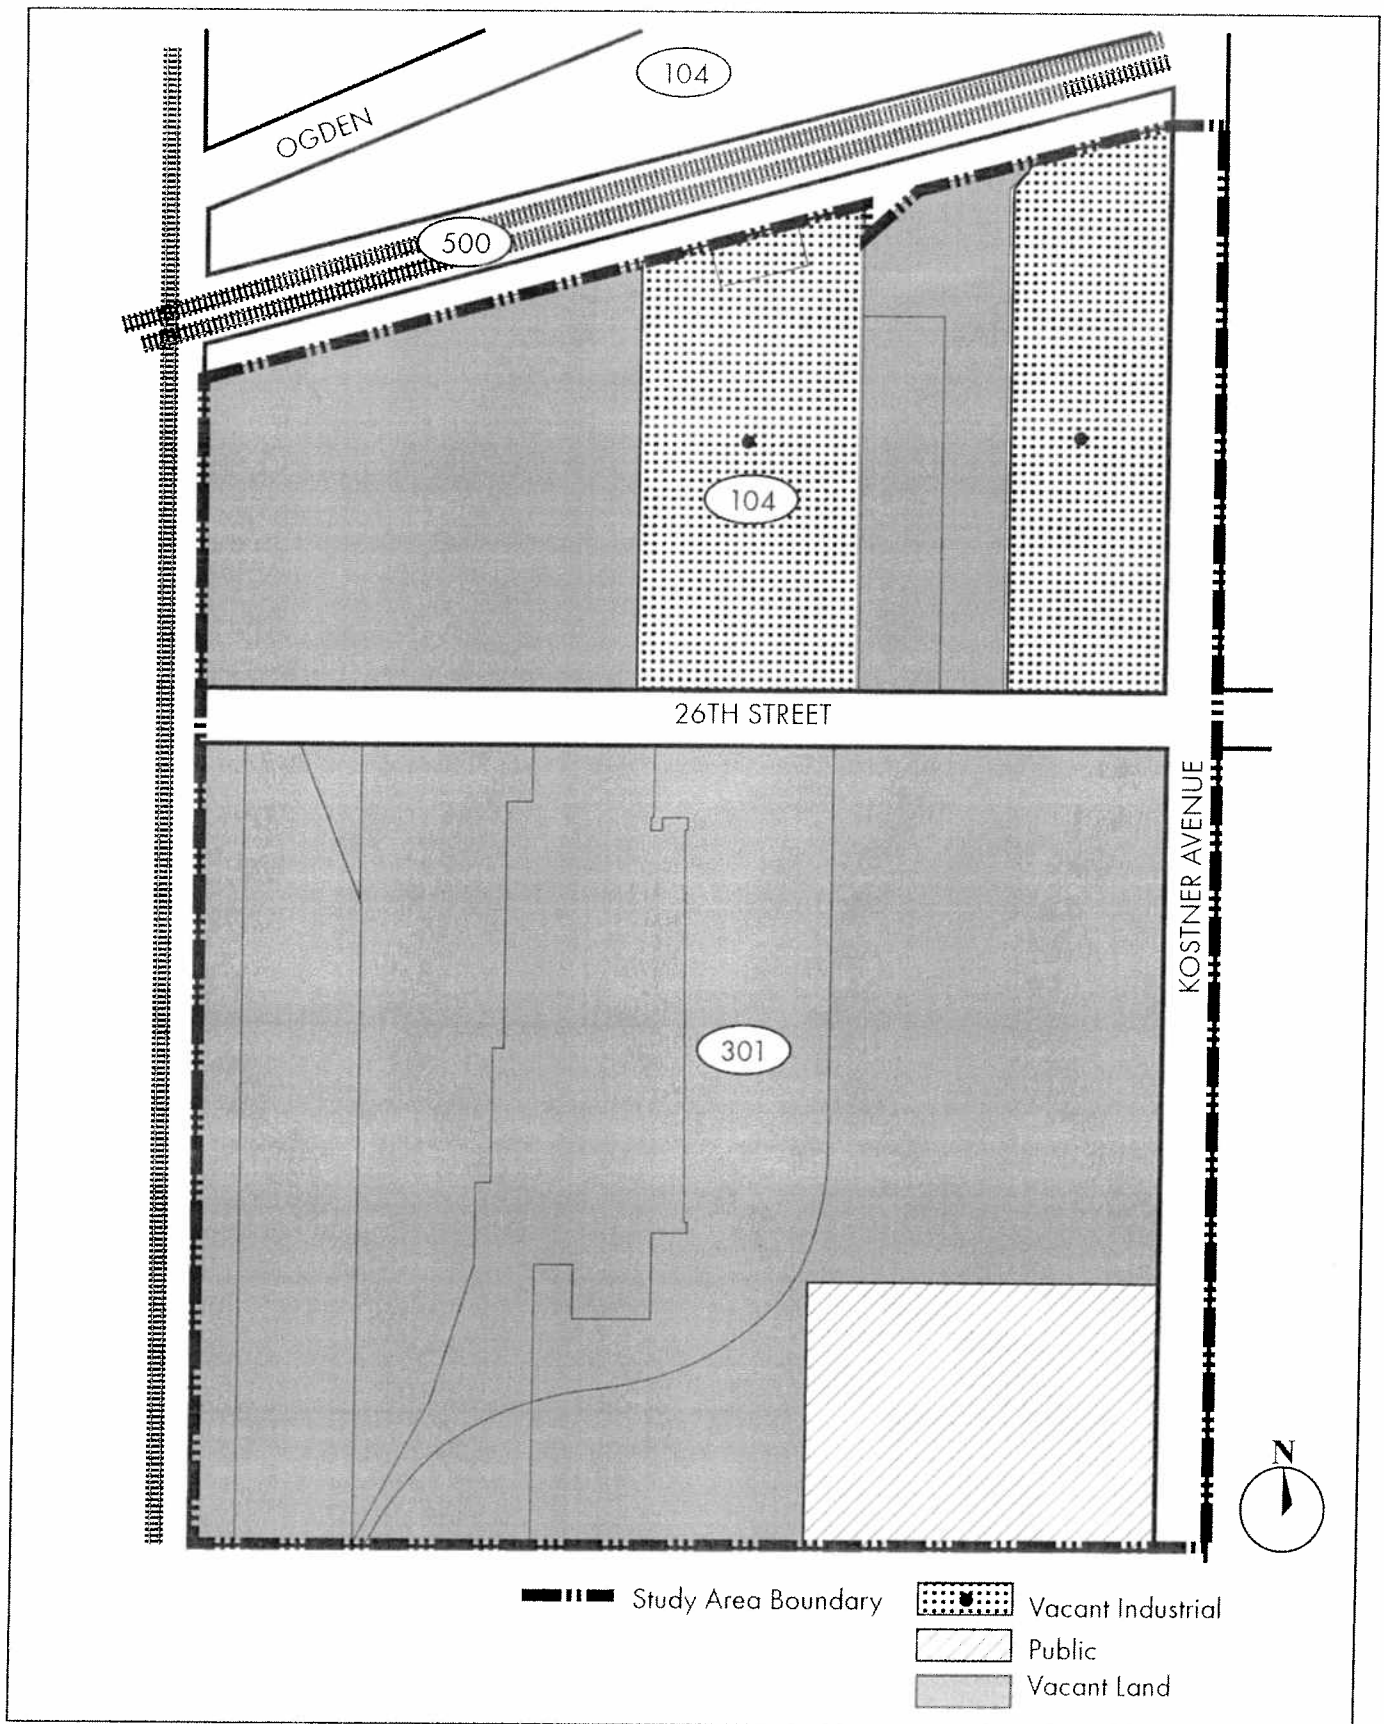 104
OGDEN
500
104
26TH STREET
KOSTNER AVENUE
301
N
Study Area Boundary
Vacant Industrial
Public
Vacant Land